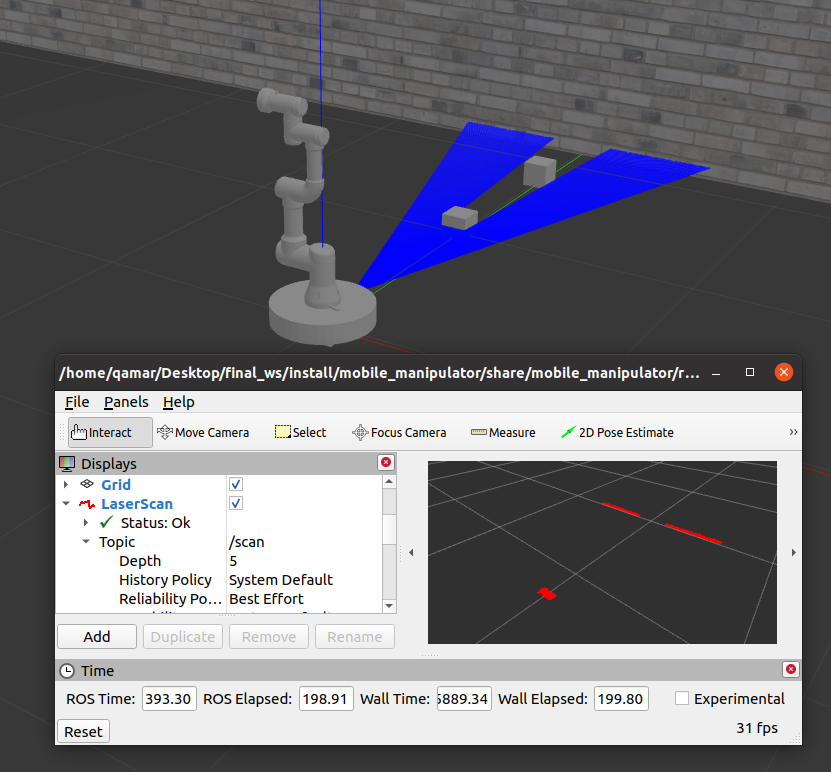 /home/qamar/Desktop/final_ws/install/mobile_manipulator/share/mobile_manipulator/r...
File Panels Help
Interact Move Camera Select Focus Camera Measure 2D Pose Estimate
Displays
Grid
LaserScan
Status: Ok
Topic /scan
Depth 5
History Policy System Default
Reliability Po... Best Effort
Add Duplicate Remove Rename
Time
ROS Time: 393.30 ROS Elapsed: 198.91 Wall Time: 889.34 Wall Elapsed: 199.80 Experimental
Reset 31 fps